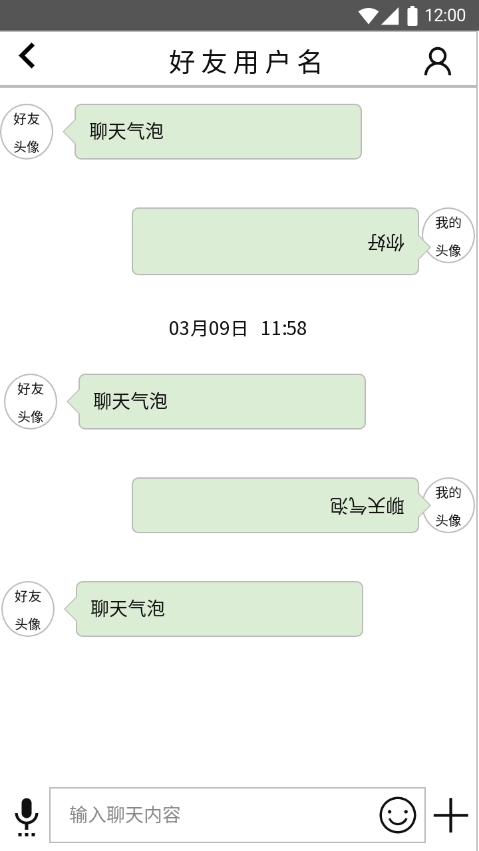 12:00
好友用户名
好友
头像
聊天气泡
你好
我的
头像
03月09日 11:58
好友
头像
聊天气泡
聊天气泡
我的
头像
好友
头像
聊天气泡
输入聊天内容